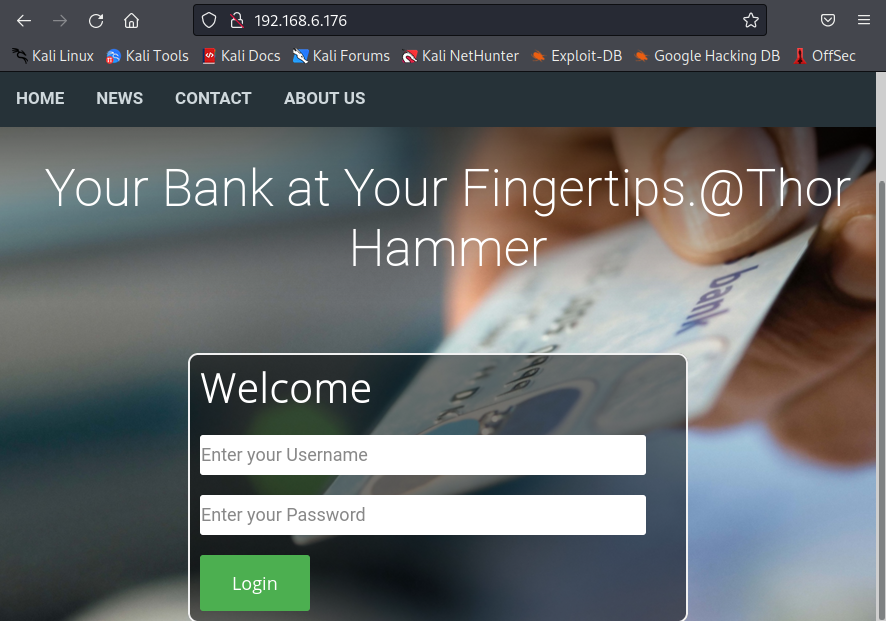 192.168.6.176
Kali Linux Kali Tools Kali Docs Kali Forums Kali NetHunter Exploit-DB Google Hacking DB OffSec
HOME NEWS CONTACT ABOUT US
Your Bank at Your Fingertips.@Thor
Hammer
bank
Welcome
Enter your Username
Enter your Password
Login